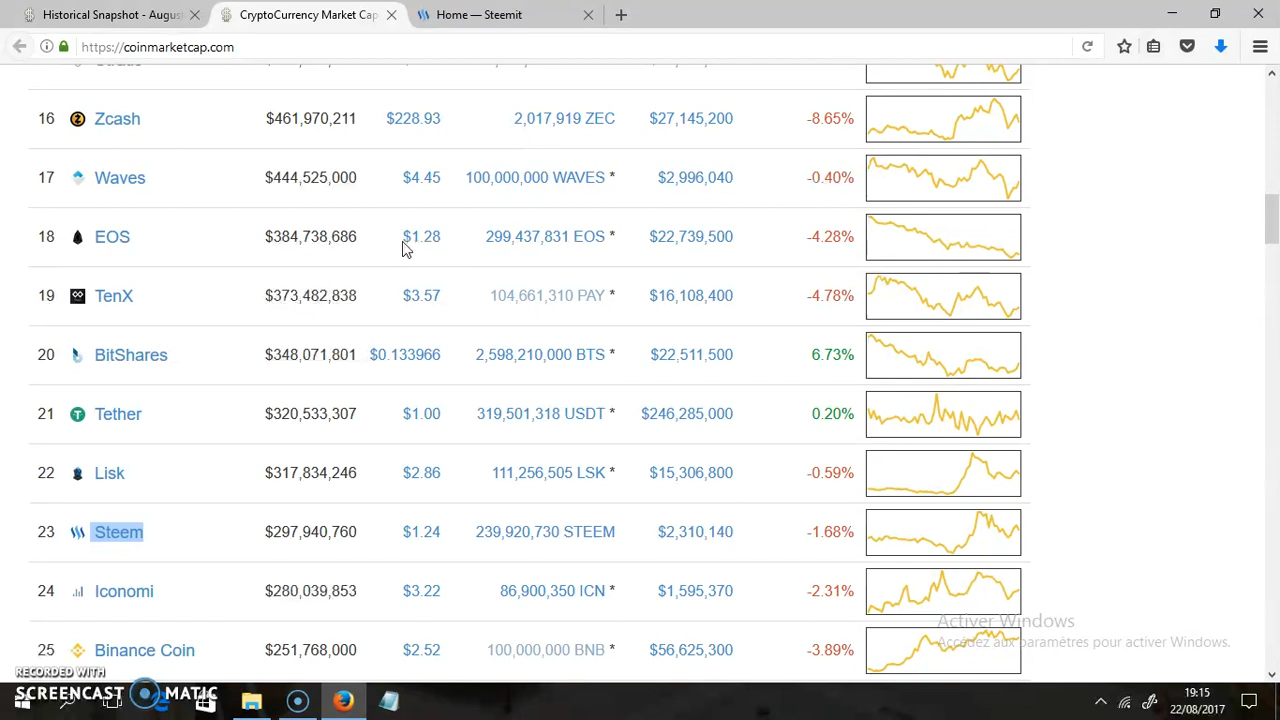 Historical Snapshot - Augus × CryptoCurrency Market Cap × Home — Steemit × +
https://coinmarketcap.com
16 Zcash $461,970,211 $228.93 2,017,919 ZEC $27,145,200 -8.65%
17 Waves $444,525,000 $4.45 100,000,000 WAVES * $2,996,040 -0.40%
18 EOS $384,738,686 $1.28 299,437,831 EOS * $22,739,500 -4.28%
19 TenX $373,482,838 $3.57 104,661,310 PAY * $16,108,400 -4.78%
20 BitShares $348,071,801 $0.133966 2,598,210,000 BTS * $22,511,500 6.73%
21 Tether $320,533,307 $1.00 319,501,318 USDT * $246,285,000 0.20%
22 Lisk $317,834,246 $2.86 111,256,505 LSK * $15,306,800 -0.59%
23 Steem $297,940,760 $1.24 239,920,730 STEEM $2,310,140 -1.68%
24 Iconomi $280,039,853 $3.22 86,900,350 ICN * $1,595,370 -2.31%
Activer Windows
Accédez aux paramètres pour activer Windows.
25 Binance Coin $251,768,000 $2.52 100,000,000 BNB * $56,625,300 -3.89%
RECORDED WITH
SCREENCAST MATIC
19:15
22/08/2017